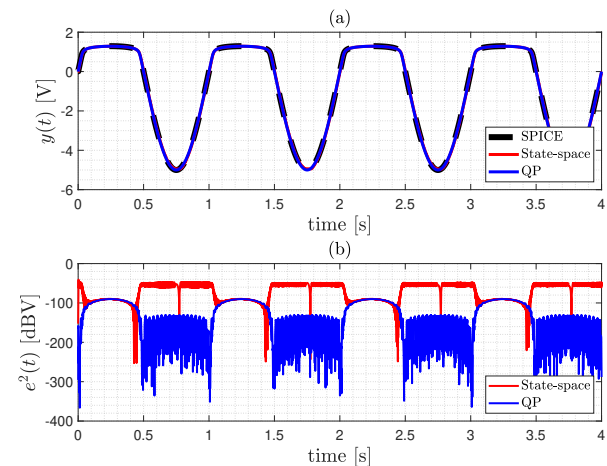 (a)
y(t) [V]
2
0
-2
-4
-6
0 0.5 1 1.5 2 2.5 3 3.5 4
time [s]
SPICE
State-space
QP
(b)
e²(t) [dBV]
0
-100
-200
-300
-400
0 0.5 1 1.5 2 2.5 3 3.5 4
time [s]
State-space
QP